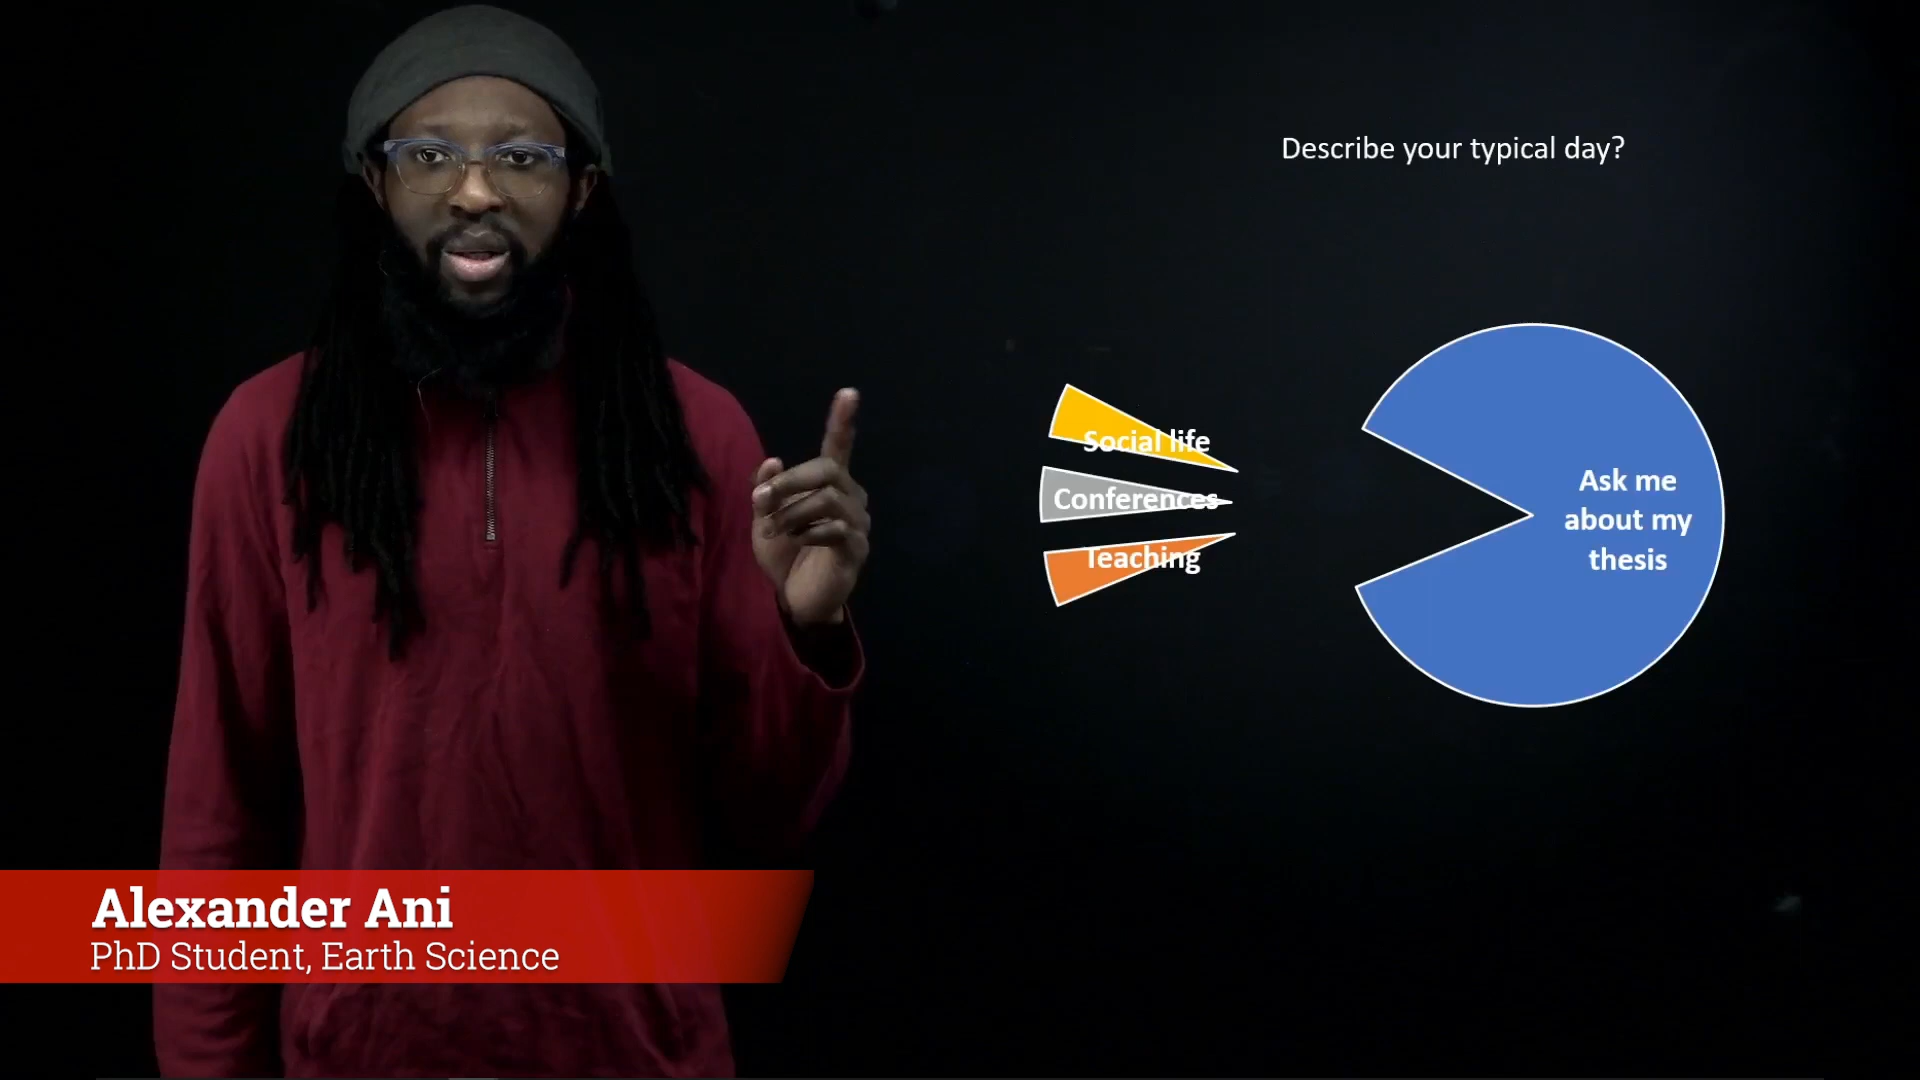 Describe your typical day?
Social life
Conferences
Teaching
Ask me
about my
thesis
Alexander Ani
PhD Student, Earth Science